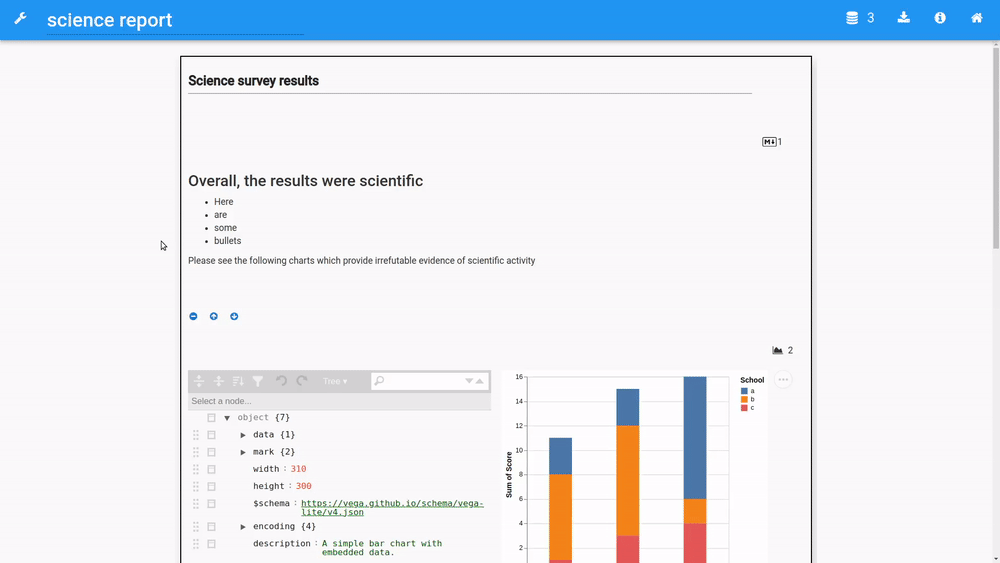 science report
3
Science survey results
M 1
Overall, the results were scientific
Here
are
some
bullets
Please see the following charts which provide irrefutable evidence of scientific activity
2
Tree
Select a node...
object {7}
data {1}
mark {2}
width : 310
height : 300
$schema : https://vega.github.io/schema/vega-
lite/v4.json
encoding {4}
description : A simple bar chart with
embedded data.
Sum of Score
16
14
12
10
8
6
4
2
School
a
b
c